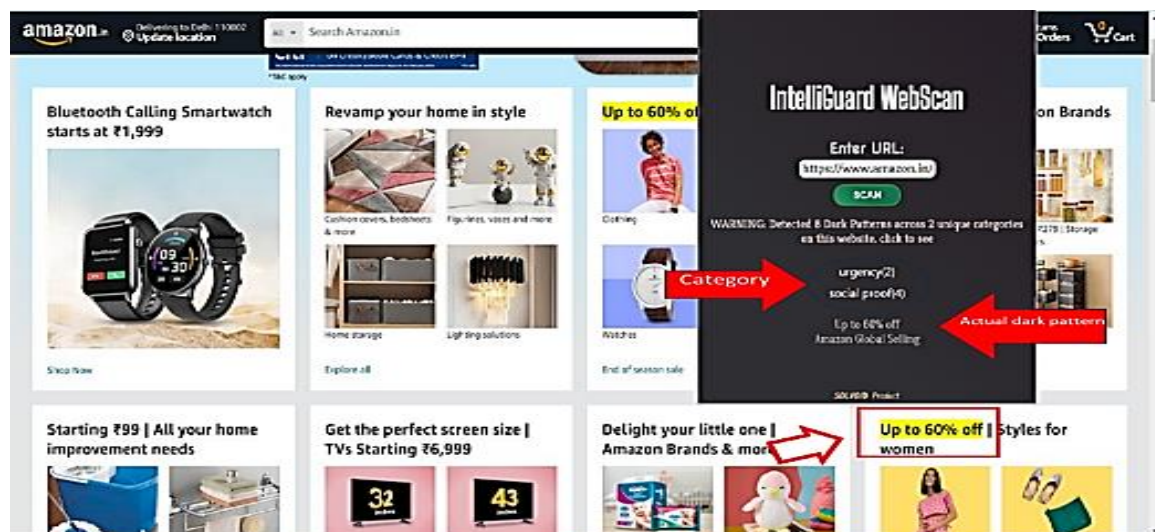 amazon.in
Delivering to Delhi 110002
Update location
All
Search Amazon.in
Orders
Cart
Bluetooth Calling Smartwatch
starts at ₹1,999
Shop Now
Revamp your home in style
Cushion covers, bedsheets
& more
Figurines, vases and more
Home storage
Lighting solutions
Explore all
Up to 60% of
Clothing
Watches
End of season sale
on Brands
₹279 | Storage
IntelliGuard WebScan
Enter URL:
https://www.amazon.in/
SCAN
WARNING: Detected 8 Dark Patterns across 2 unique categories
on this website, click to see
Category
urgency(2)
social proof(4)
Actual dark pattern
Up to 60% off
Amazon Global Selling
Project
Starting ₹99 | All your home
improvement needs
Get the perfect screen size |
TVs Starting ₹6,999
32
43
Delight your little one |
Amazon Brands & mor
Up to 60% off | Styles for
women